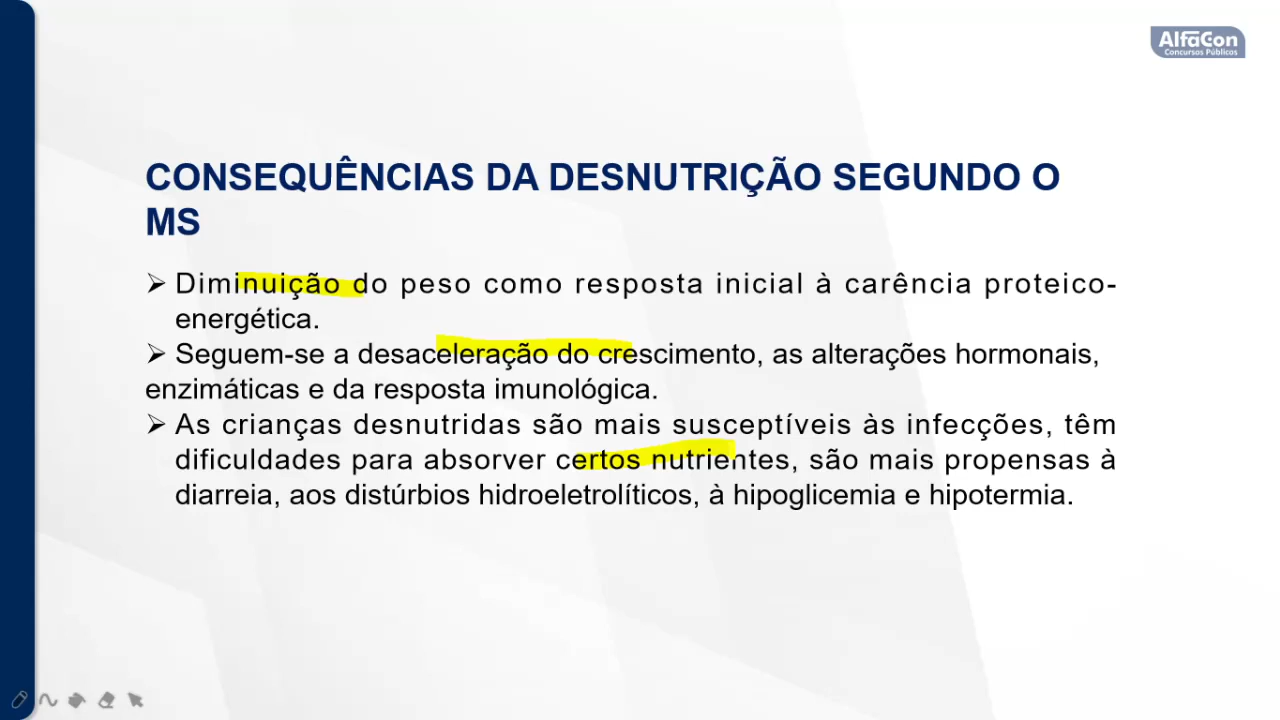 AlfaCon
Concursos Públicos
CONSEQUÊNCIAS DA DESNUTRIÇÃO SEGUNDO O
MS
➢ Diminuição do peso como resposta inicial à carência proteico-
energética.
➢ Seguem-se a desaceleração do crescimento, as alterações hormonais,
enzimáticas e da resposta imunológica.
➢ As crianças desnutridas são mais susceptíveis às infecções, têm
dificuldades para absorver certos nutrientes, são mais propensas à
diarreia, aos distúrbios hidroeletrolíticos, à hipoglicemia e hipotermia.